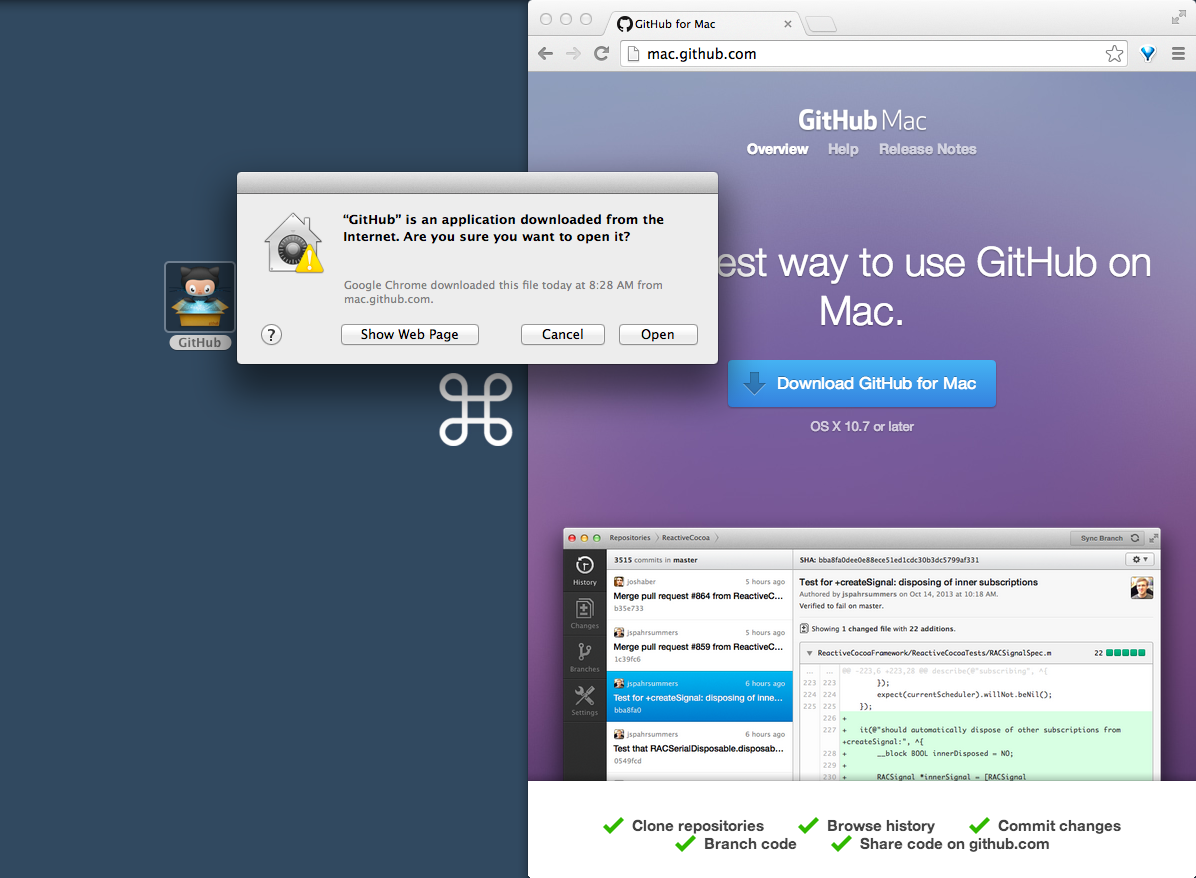 GitHub for Mac
mac.github.com
GitHub Mac
Overview Help Release Notes
“GitHub” is an application downloaded from the
Internet. Are you sure you want to open it?
Google Chrome downloaded this file today at 8:28 AM from
mac.github.com.
? Show Web Page Cancel Open
GitHub
est way to use GitHub on
Mac.
Download GitHub for Mac
OS X 10.7 or later
Repositories ReactiveCocoa
Sync Branch
History
Changes
Branches
Settings
3515 commits in master
joshaber 5 hours ago
Merge pull request #864 from ReactiveC...
b35e733
jspahrsummers 5 hours ago
Merge pull request #859 from ReactiveC...
1c39fc6
jspahrsummers 6 hours ago
Test for +createSignal: disposing of inne...
bba8fa0
jspahrsummers 6 hours ago
Test that RACSerialDisposable.disposab...
0549fcd
SHA: bba8fa0dee0e88ece51ed1cdc30b3dc5799af331
Test for +createSignal: disposing of inner subscriptions
Authored by jspahrsummers on Oct 14, 2013 at 10:18 AM.
Verified to fail on master.
Showing 1 changed file with 22 additions.
ReactiveCocoaFramework/ReactiveCocoaTests/RACSignalSpec.m 22
... ... @@ -223,6 +223,28 @@ describe(@"subscribing", ^{
223 223 });
224 224 expect(currentScheduler).willNot.beNil();
225 225 });
226 +
227 + it(@"should automatically dispose of other subscriptions from
+createSignal:", ^{
228 + __block BOOL innerDisposed = NO;
229 +
230 + RACSignal *innerSignal = [RACSignal
Clone repositories Browse history Commit changes
Branch code Share code on github.com